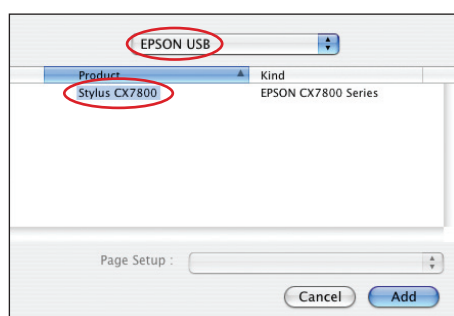 EPSON USB
Product Kind
Stylus CX7800 EPSON CX7800 Series
Page Setup :
Cancel Add